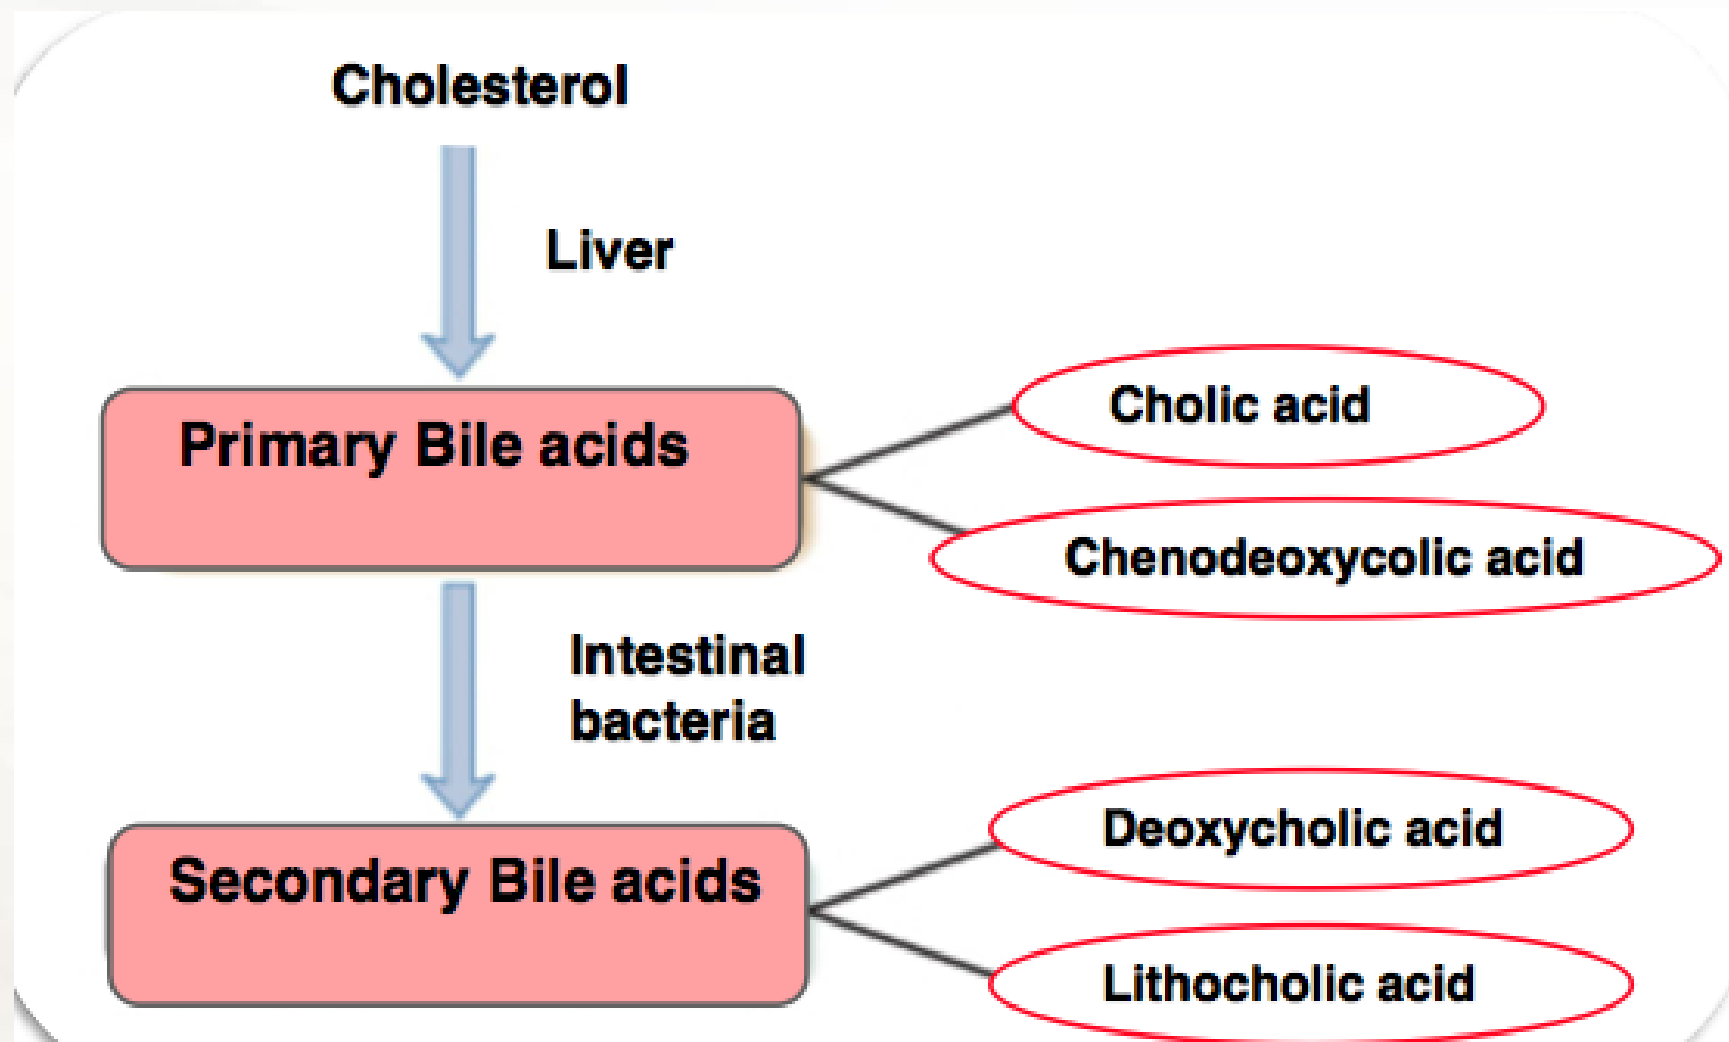 Cholesterol
Liver
Primary Bile acids
Cholic acid
Chenodeoxycolic acid
Intestinal
bacteria
Secondary Bile acids
Deoxycholic acid
Lithocholic acid